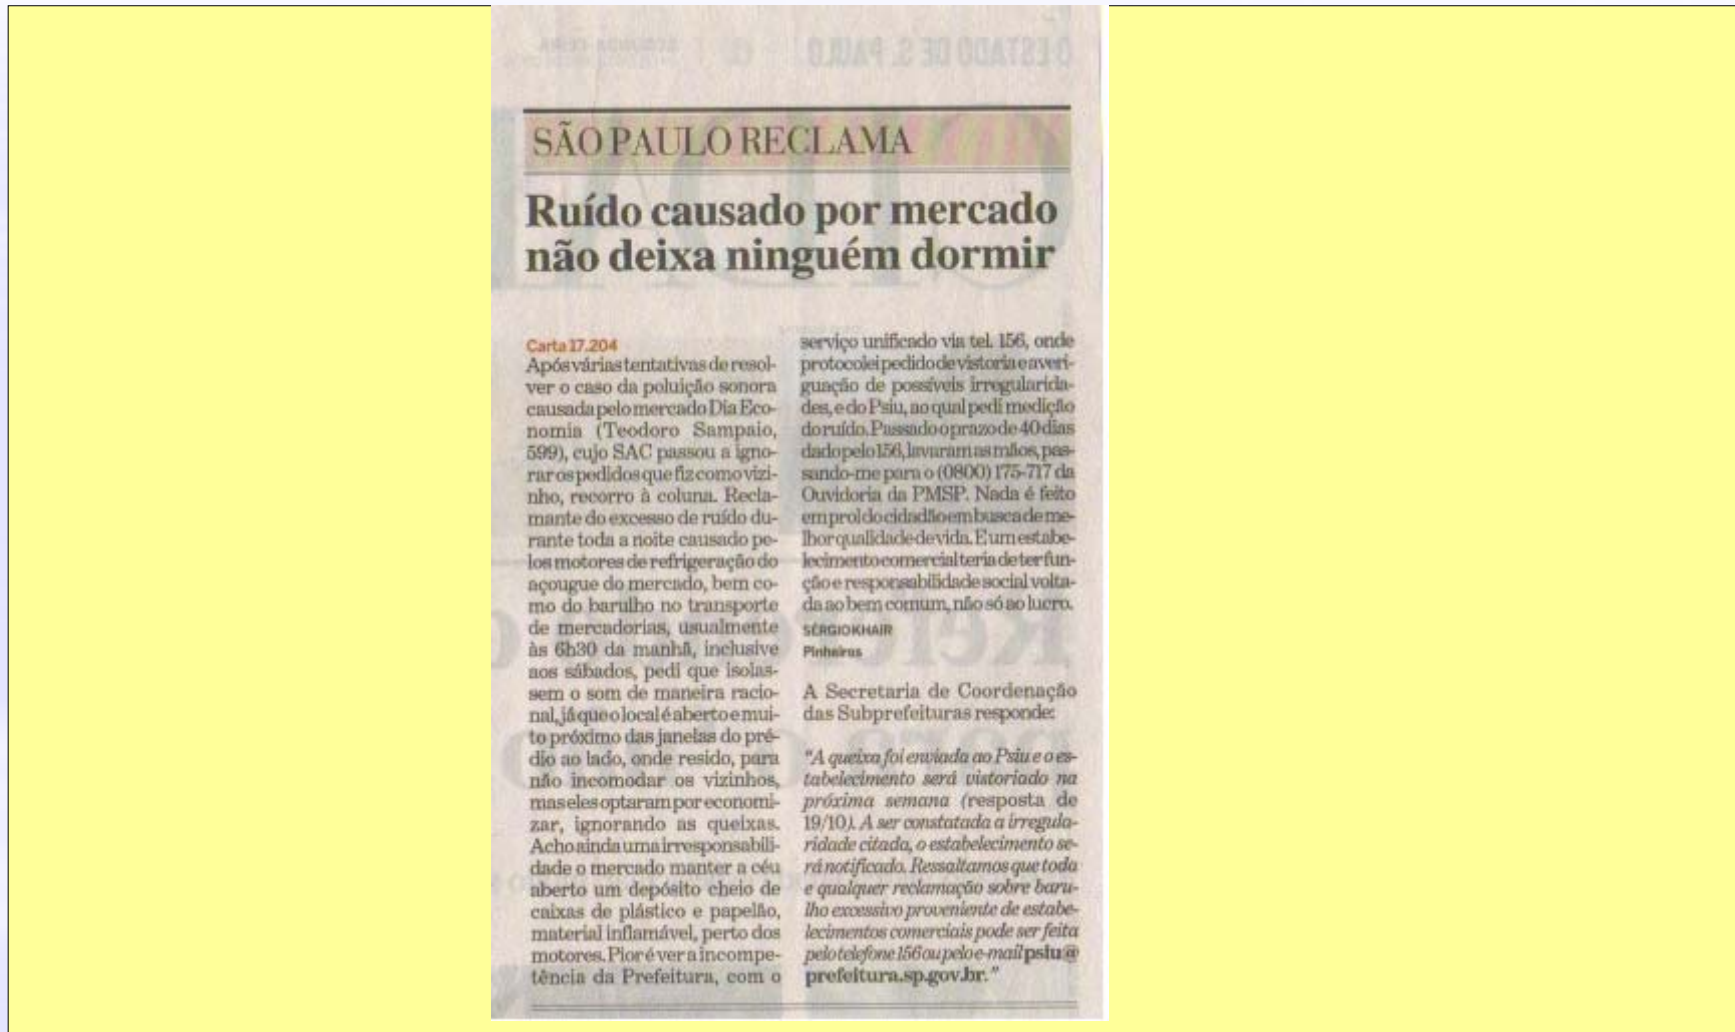 SÃO PAULO RECLAMA
Ruído causado por mercado
não deixa ninguém dormir
Carta 17.204
Após várias tentativas de resol-
ver o caso da poluição sonora
causada pelo mercado Dia Eco-
nomia (Teodoro Sampaio,
599), cujo SAC passou a igno-
rar os pedidos que fiz como vizi-
nho, recorro à coluna. Recla-
mante do excesso de ruído du-
rante toda a noite causado pe-
los motores de refrigeração do
açougue do mercado, bem co-
mo do barulho no transporte
de mercadorias, usualmente
às 6h30 da manhã, inclusive
aos sábados, pedi que isolas-
sem o som de maneira racio-
nal, já que o local é aberto e mui-
to próximo das janelas do pré-
dio ao lado, onde resido, para
não incomodar os vizinhos,
mas eles optaram por economi-
zar, ignorando as queixas.
Acho ainda uma irresponsabili-
dade o mercado manter a céu
aberto um depósito cheio de
caixas de plástico e papelão,
material inflamável, perto dos
motores. Pior é ver a incompe-
tência da Prefeitura, com o
serviço unificado via tel. 156, onde
protocolei pedido de vistoria e averi-
guação de possíveis irregularida-
des, e do Psiu, ao qual pedi medição
do ruído. Passado o prazo de 40 dias
dado pelo 156, lavaram as mãos, pas-
sando-me para o (0800) 175-717 da
Ouvidoria da PMSP. Nada é feito
em prol do cidadão em busca de me-
lhor qualidade de vida. E um estabe-
lecimento comercial teria de ter fun-
ção e responsabilidade social volta-
da ao bem comum, não só ao lucro.
SÉRGIO KHAIR
Pinheiros
A Secretaria de Coordenação
das Subprefeituras responde:
"A queixa foi enviada ao Psiu e o es-
tabelecimento será vistoriado na
próxima semana (resposta de
19/10). A ser constatada a irregula-
ridade citada, o estabelecimento se-
rá notificado. Ressaltamos que toda
e qualquer reclamação sobre baru-
lho excessivo proveniente de estabe-
lecimentos comerciais pode ser feita
pelo telefone 156 ou pelo e-mail psiu@
prefeitura.sp.gov.br."